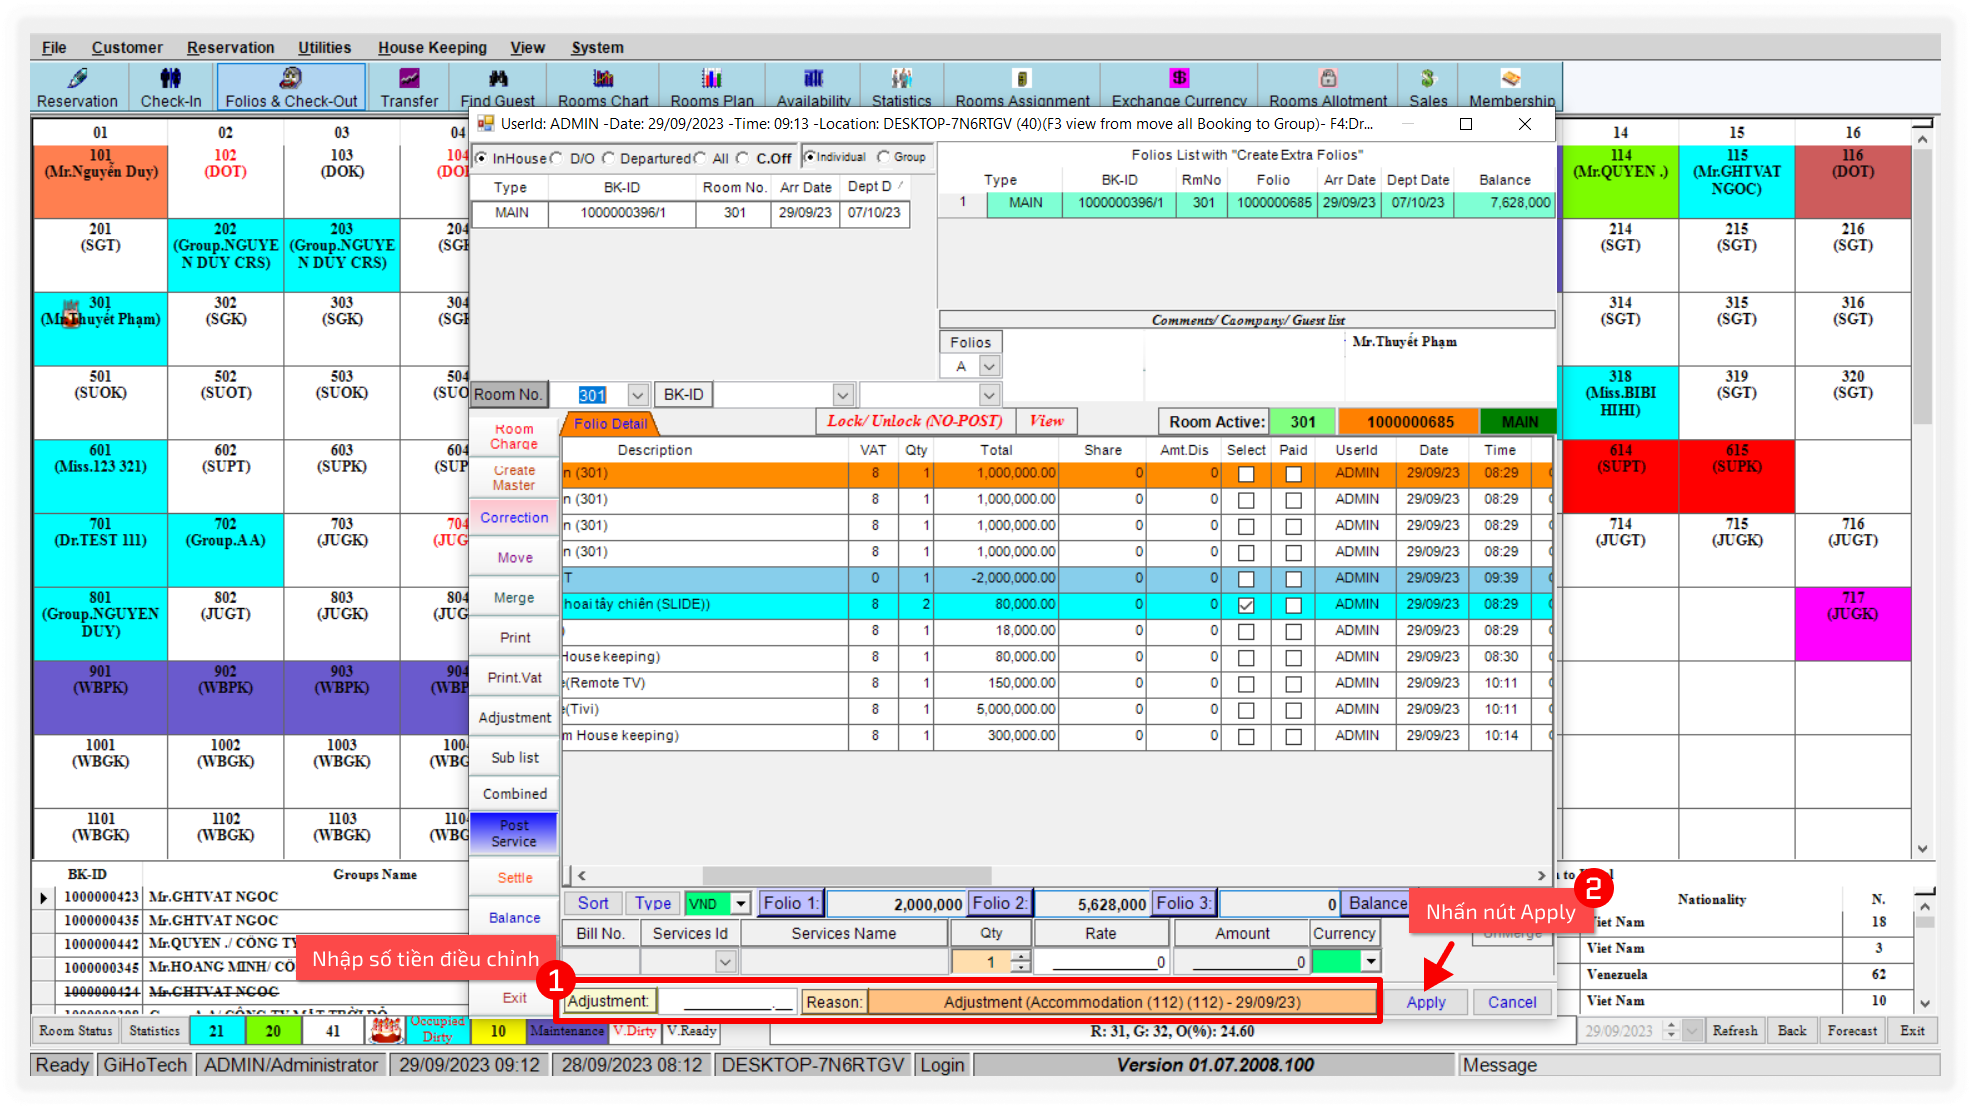 File Customer Reservation Utilities House Keeping View System
Reservation Check-In Folios & Check-Out Transfer Find Guest Rooms Chart Rooms Plan Availability Statistics Rooms Assignment Exchange Currency Rooms Allotment Sales Membership
UserId: ADMIN -Date: 29/09/2023 -Time: 09:13 -Location: DESKTOP-7N6RTGV (40)(F3 view from move all Booking to Group)- F4:Dr...
01 02 03 04 14 15 16
101 (Mr.Nguyễn Duy)
102 (DOT)
103 (DOK)
104
114 (Mr.QUYEN .)
115 (Mr.GHTVAT NGOC)
116 (DOT)
201 (SGT)
202 (Group.NGUYEN DUY CRS)
203 (Group.NGUYEN DUY CRS)
204
214 (SGT)
215 (SGT)
216 (SGT)
301 (Mr.Thuyết Phạm)
302 (SGK)
303 (SGK)
304
314 (SGT)
315 (SGT)
316 (SGT)
501 (SUOK)
502 (SUOT)
503 (SUOK)
504
318 (Miss.BIBI HIHI)
319 (SGT)
320 (SGT)
601 (Miss.123 321)
602 (SUPT)
603 (SUPK)
604
614 (SUPT)
615 (SUPK)
701 (Dr.TEST 111)
702 (Group.AA)
703 (JUGK)
704
714 (JUGT)
715 (JUGK)
716 (JUGT)
801 (Group.NGUYEN DUY)
802 (JUGT)
803 (JUGK)
804
717 (JUGK)
901 (WBPK)
902 (WBPK)
903 (WBPK)
904
1001 (WBGK)
1002 (WBGK)
1003 (WBGK)
1101 (WBGK)
1102 (WBGK)
1103 (WBGK)
InHouse D/O Departured All C.Off Individual Group
Type BK-ID Room No. Arr Date Dept D
MAIN 1000000396/1 301 29/09/23 07/10/23
Folios List with "Create Extra Folios"
Type BK-ID RmNo Folio Arr Date Dept Date Balance
1 MAIN 1000000396/1 301 1000000685 29/09/23 07/10/23 7,628,000
Comments/ Caompany/ Guest list
Folios
A
Mr.Thuyết Phạm
Room No. 301 BK-ID
Folio Detail Lock/ Unlock (NO-POST) View Room Active: 301 1000000685 MAIN
Room Charge
Create Master
Correction
Move
Merge
Print
Print.Vat
Adjustment
Sub list
Combined
Post Service
Settle
Balance
Exit
Description VAT Qty Total Share Amt.Dis Select Paid UserId Date Time
n (301) 8 1 1,000,000.00 0 0 ADMIN 29/09/23 08:29
n (301) 8 1 1,000,000.00 0 0 ADMIN 29/09/23 08:29
n (301) 8 1 1,000,000.00 0 0 ADMIN 29/09/23 08:29
n (301) 8 1 1,000,000.00 0 0 ADMIN 29/09/23 08:29
T 0 1 -2,000,000.00 0 0 ADMIN 29/09/23 09:39
hoai tây chiên (SLIDE)) 8 2 80,000.00 0 0 ADMIN 29/09/23 08:29
) 8 1 18,000.00 0 0 ADMIN 29/09/23 08:29
House keeping) 8 1 80,000.00 0 0 ADMIN 29/09/23 08:30
(Remote TV) 8 1 150,000.00 0 0 ADMIN 29/09/23 10:11
(Tivi) 8 1 5,000,000.00 0 0 ADMIN 29/09/23 10:11
m House keeping) 8 1 300,000.00 0 0 ADMIN 29/09/23 10:14
Sort Type VND Folio 1: 2,000,000 Folio 2: 5,628,000 Folio 3: 0 Balance
Bill No. Services Id Services Name Qty Rate Amount Currency UnMerge
1 0 0
Nhập số tiền điều chỉnh
1
Nhấn nút Apply
2
Adjustment: Reason: Adjustment (Accommodation (112) (112) - 29/09/23) Apply Cancel
BK-ID Groups Name
1000000423 Mr.GHTVAT NGOC
1000000435 Mr.GHTVAT NGOC
1000000442 Mr.QUYEN ./ CÔNG TY
1000000345 Mr.HOANG MINH/ CÔ
1000000424 Mr.GHTVAT NGOC
Nationality N.
Viet Nam 18
Viet Nam 3
Venezuela 62
Viet Nam 10
Room Status Statistics 21 20 41 Occupied Dirty 10 Maintenance V.Dirty V.Ready R: 31, G: 32, O(%): 24.60 29/09/2023 Refresh Back Forecast Exit
Ready GiHoTech ADMIN/Administrator 29/09/2023 09:12 28/09/2023 08:12 DESKTOP-7N6RTGV Login Version 01.07.2008.100 Message